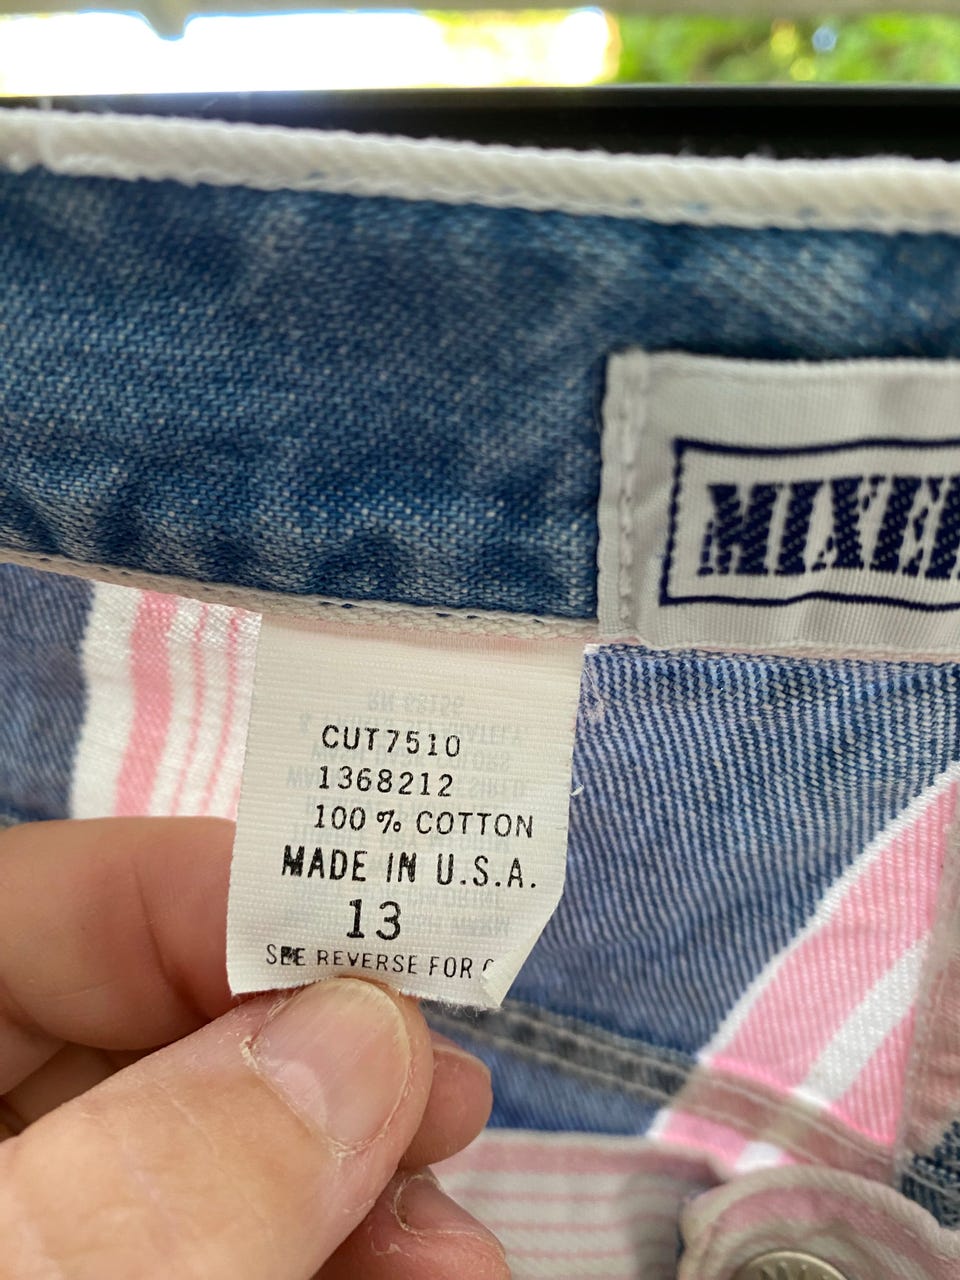 MIXE
CUT7510
1368212
100 % COTTON
MADE IN U.S.A.
13
SEE REVERSE FOR